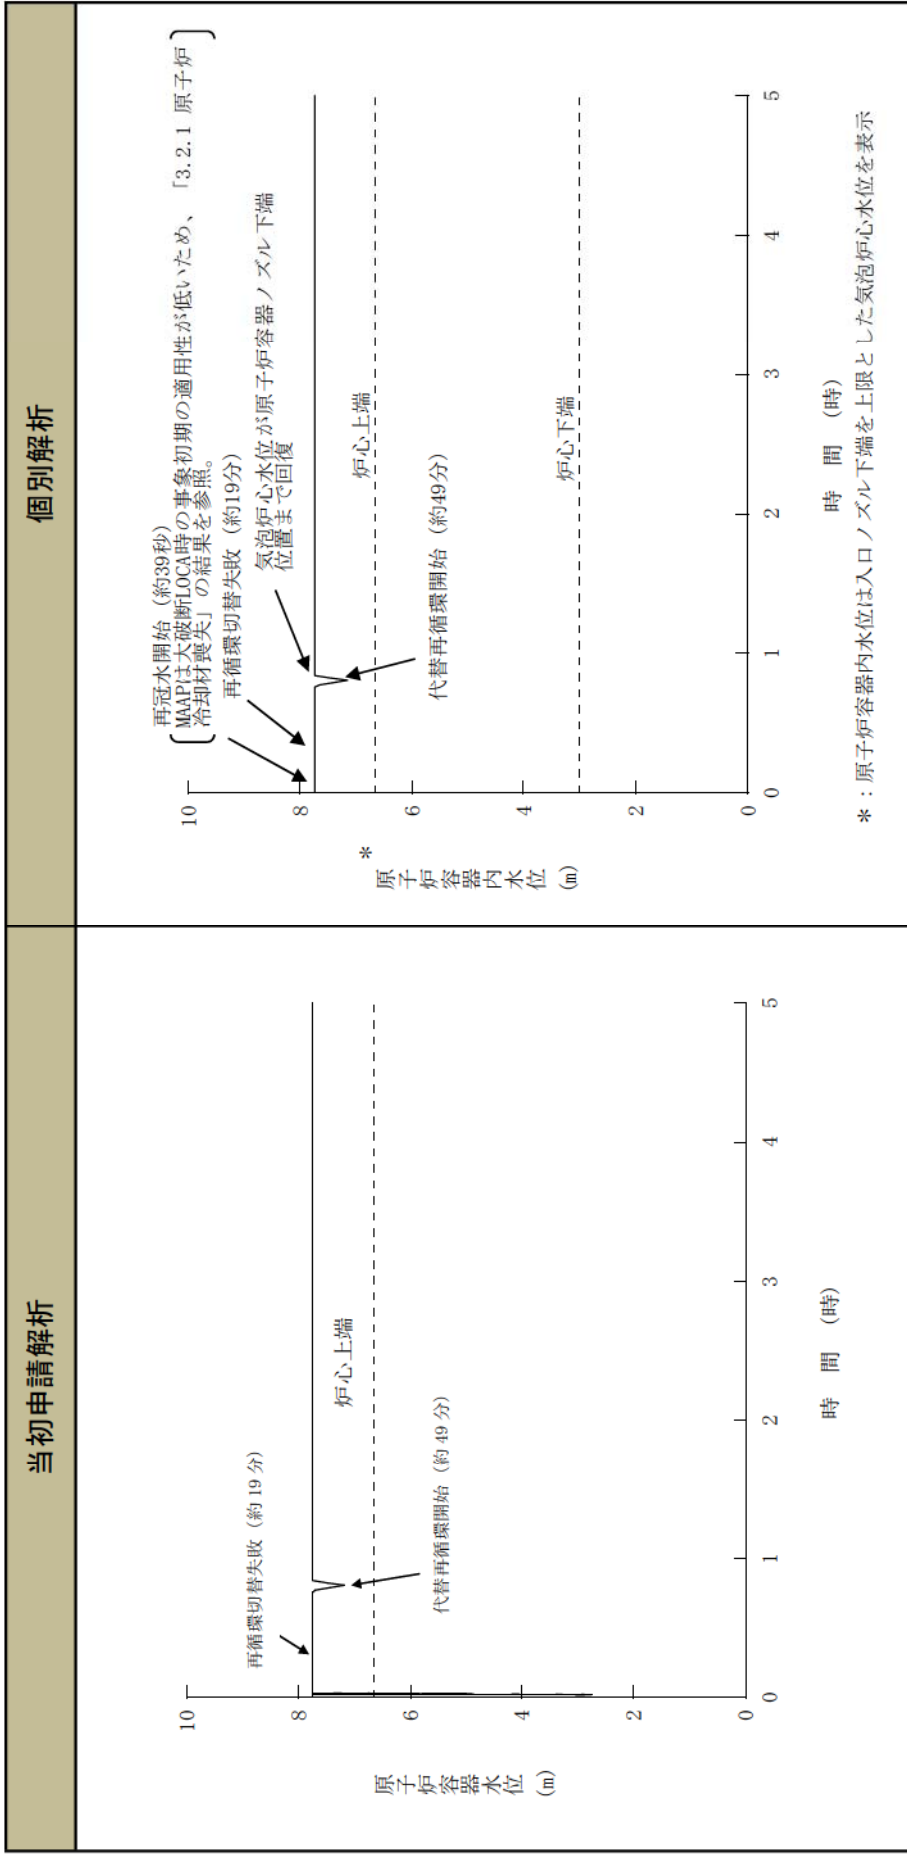 当初申請解析
原子炉容器水位 (m)
10
8
6
4
2
0
再循環切替失敗 (約 19 分)
炉心上端
代替再循環開始 (約 49 分)
0
1
2
3
4
5
時 間 (時)
個別解析
再冠水開始 (約39秒)
MAAPは大破断LOCA時の事象初期の適用性が低いため、「3.2.1 原子炉
冷却材喪失」の結果を参照。
再循環切替失敗 (約19分)
気泡炉心水位が原子炉容器ノズル下端
位置まで回復
*
原子炉容器内水位 (m)
10
8
6
4
2
0
炉心上端
代替再循環開始 (約49分)
炉心下端
0
1
2
3
4
5
時 間 (時)
*：原子炉容器内水位は入口ノズル下端を上限とした気泡炉心水位を表示